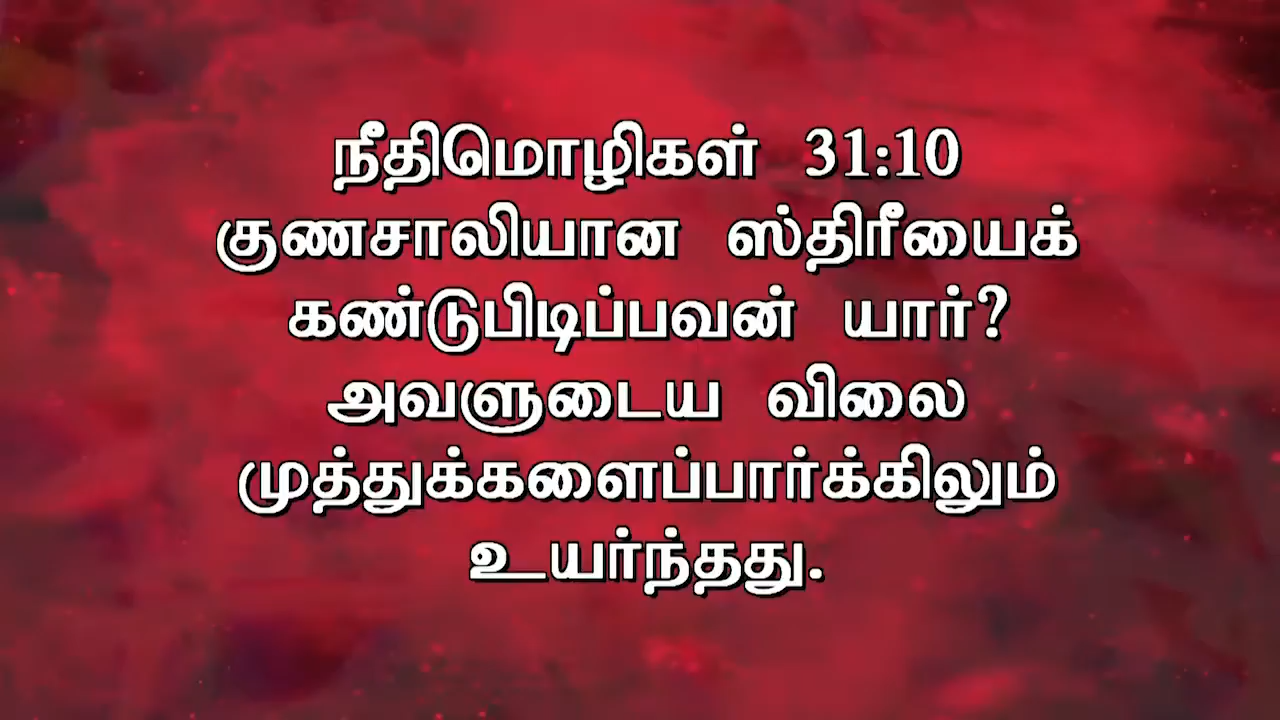 நீதிமொழிகள் 31:10
குணசாலியான ஸ்திரீயைக்
கண்டுபிடிப்பவன் யார்?
அவளுடைய விலை
முத்துக்களைப்பார்க்கிலும்
உயர்ந்தது.